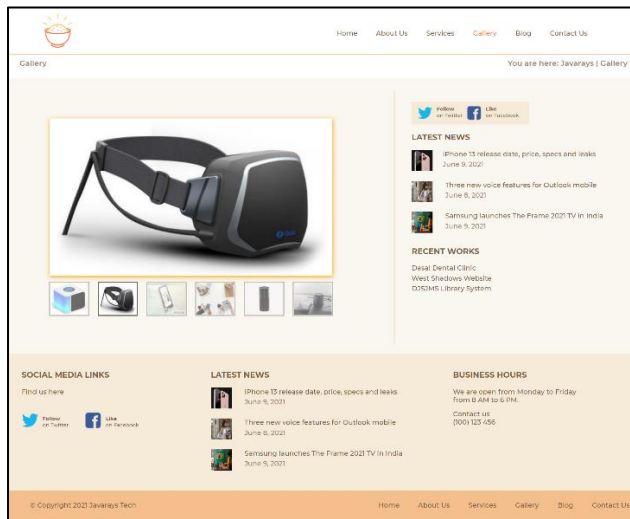 Home About Us Services Gallery Blog Contact Us
Gallery
You are here: Javarays | Gallery
Follow
on Twitter
Like
on Facebook
LATEST NEWS
iPhone 13 release date, price, specs and leaks
June 9, 2021
Three new voice features for Outlook mobile
June 8, 2021
Samsung launches The Frame 2021 TV in India
June 9, 2021
RECENT WORKS
Dasai Dental Clinic
West Shadows Website
DJSJMS Library System
SOCIAL MEDIA LINKS
Find us here
Follow
on Twitter
Like
on Facebook
LATEST NEWS
iPhone 13 release date, price, specs and leaks
June 9, 2021
Three new voice features for Outlook mobile
June 8, 2021
Samsung launches The Frame 2021 TV in India
June 9, 2021
BUSINESS HOURS
We are open from Monday to Friday
from 8 AM to 6 PM.
Contact us
(100) 123 456
© Copyright 2021 Javarays Tech
Home About Us Services Gallery Blog Contact Us